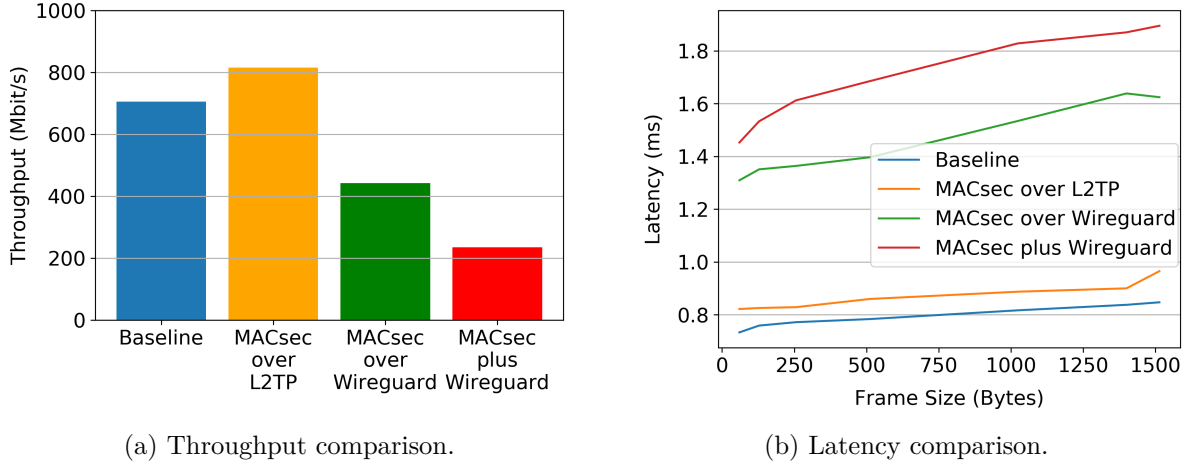 1000
800
600
400
200
0
Throughput (Mbit/s)
Baseline
MACsec
over
L2TP
MACsec
over
Wireguard
MACsec
plus
Wireguard
(a) Throughput comparison.
1.8
1.6
1.4
1.2
1.0
0.8
Latency (ms)
Baseline
MACsec over L2TP
MACsec over Wireguard
MACsec plus Wireguard
0 250 500 750 1000 1250 1500
Frame Size (Bytes)
(b) Latency comparison.